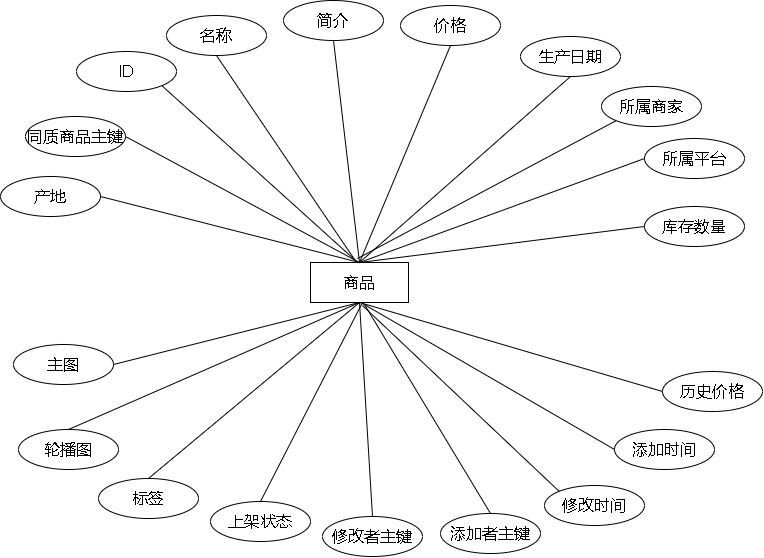 简介
价格
名称
生产日期
ID
所属商家
同质商品主键
所属平台
产地
库存数量
商品
主图
历史价格
轮播图
添加时间
标签
修改时间
上架状态
修改者主键
添加者主键